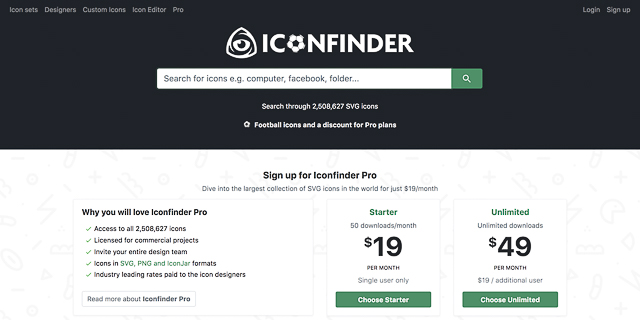 Icon sets Designers Custom Icons Icon Editor Pro Login Sign up
ICONFINDER
Search for icons e.g. computer, facebook, folder...
Search through 2,508,627 SVG icons
Football icons and a discount for Pro plans
Sign up for Iconfinder Pro
Dive into the largest collection of SVG icons in the world for just $19/month
Why you will love Iconfinder Pro
Access to all 2,508,627 icons
Licensed for commercial projects
Invite your entire design team
Icons in SVG, PNG and IconJar formats
Industry leading rates paid to the icon designers
Read more about Iconfinder Pro
Starter
50 downloads/month
$19
PER MONTH
Single user only
Choose Starter
Unlimited
Unlimited downloads
$49
PER MONTH
$19 / additional user
Choose Unlimited